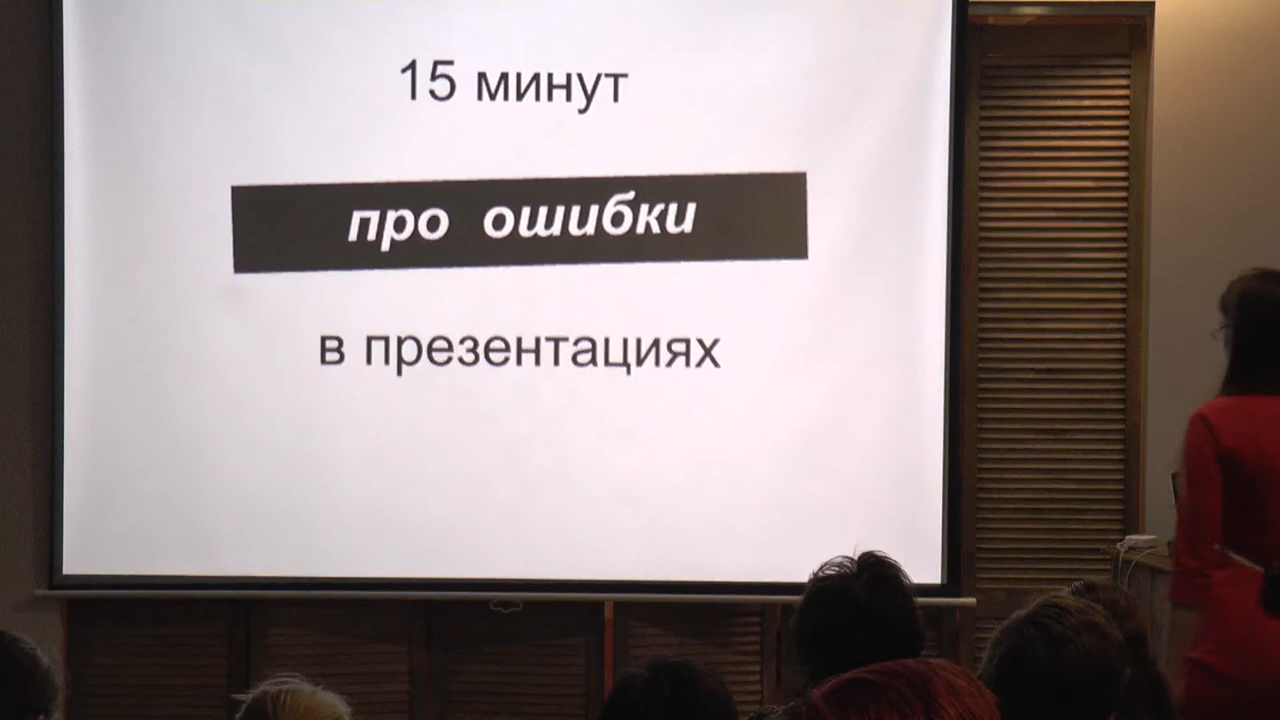 15 минут
про ошибки
в презентациях